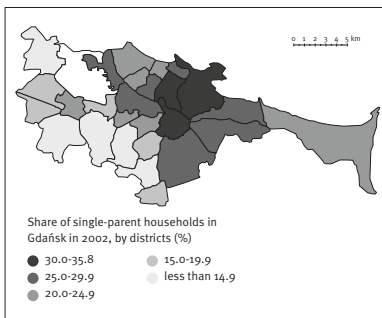 0 1 2 3 4 5 km
Share of single-parent households in
Gdańsk in 2002, by districts (%)
30.0-35.8
25.0-29.9
20.0-24.9
15.0-19.9
less than 14.9